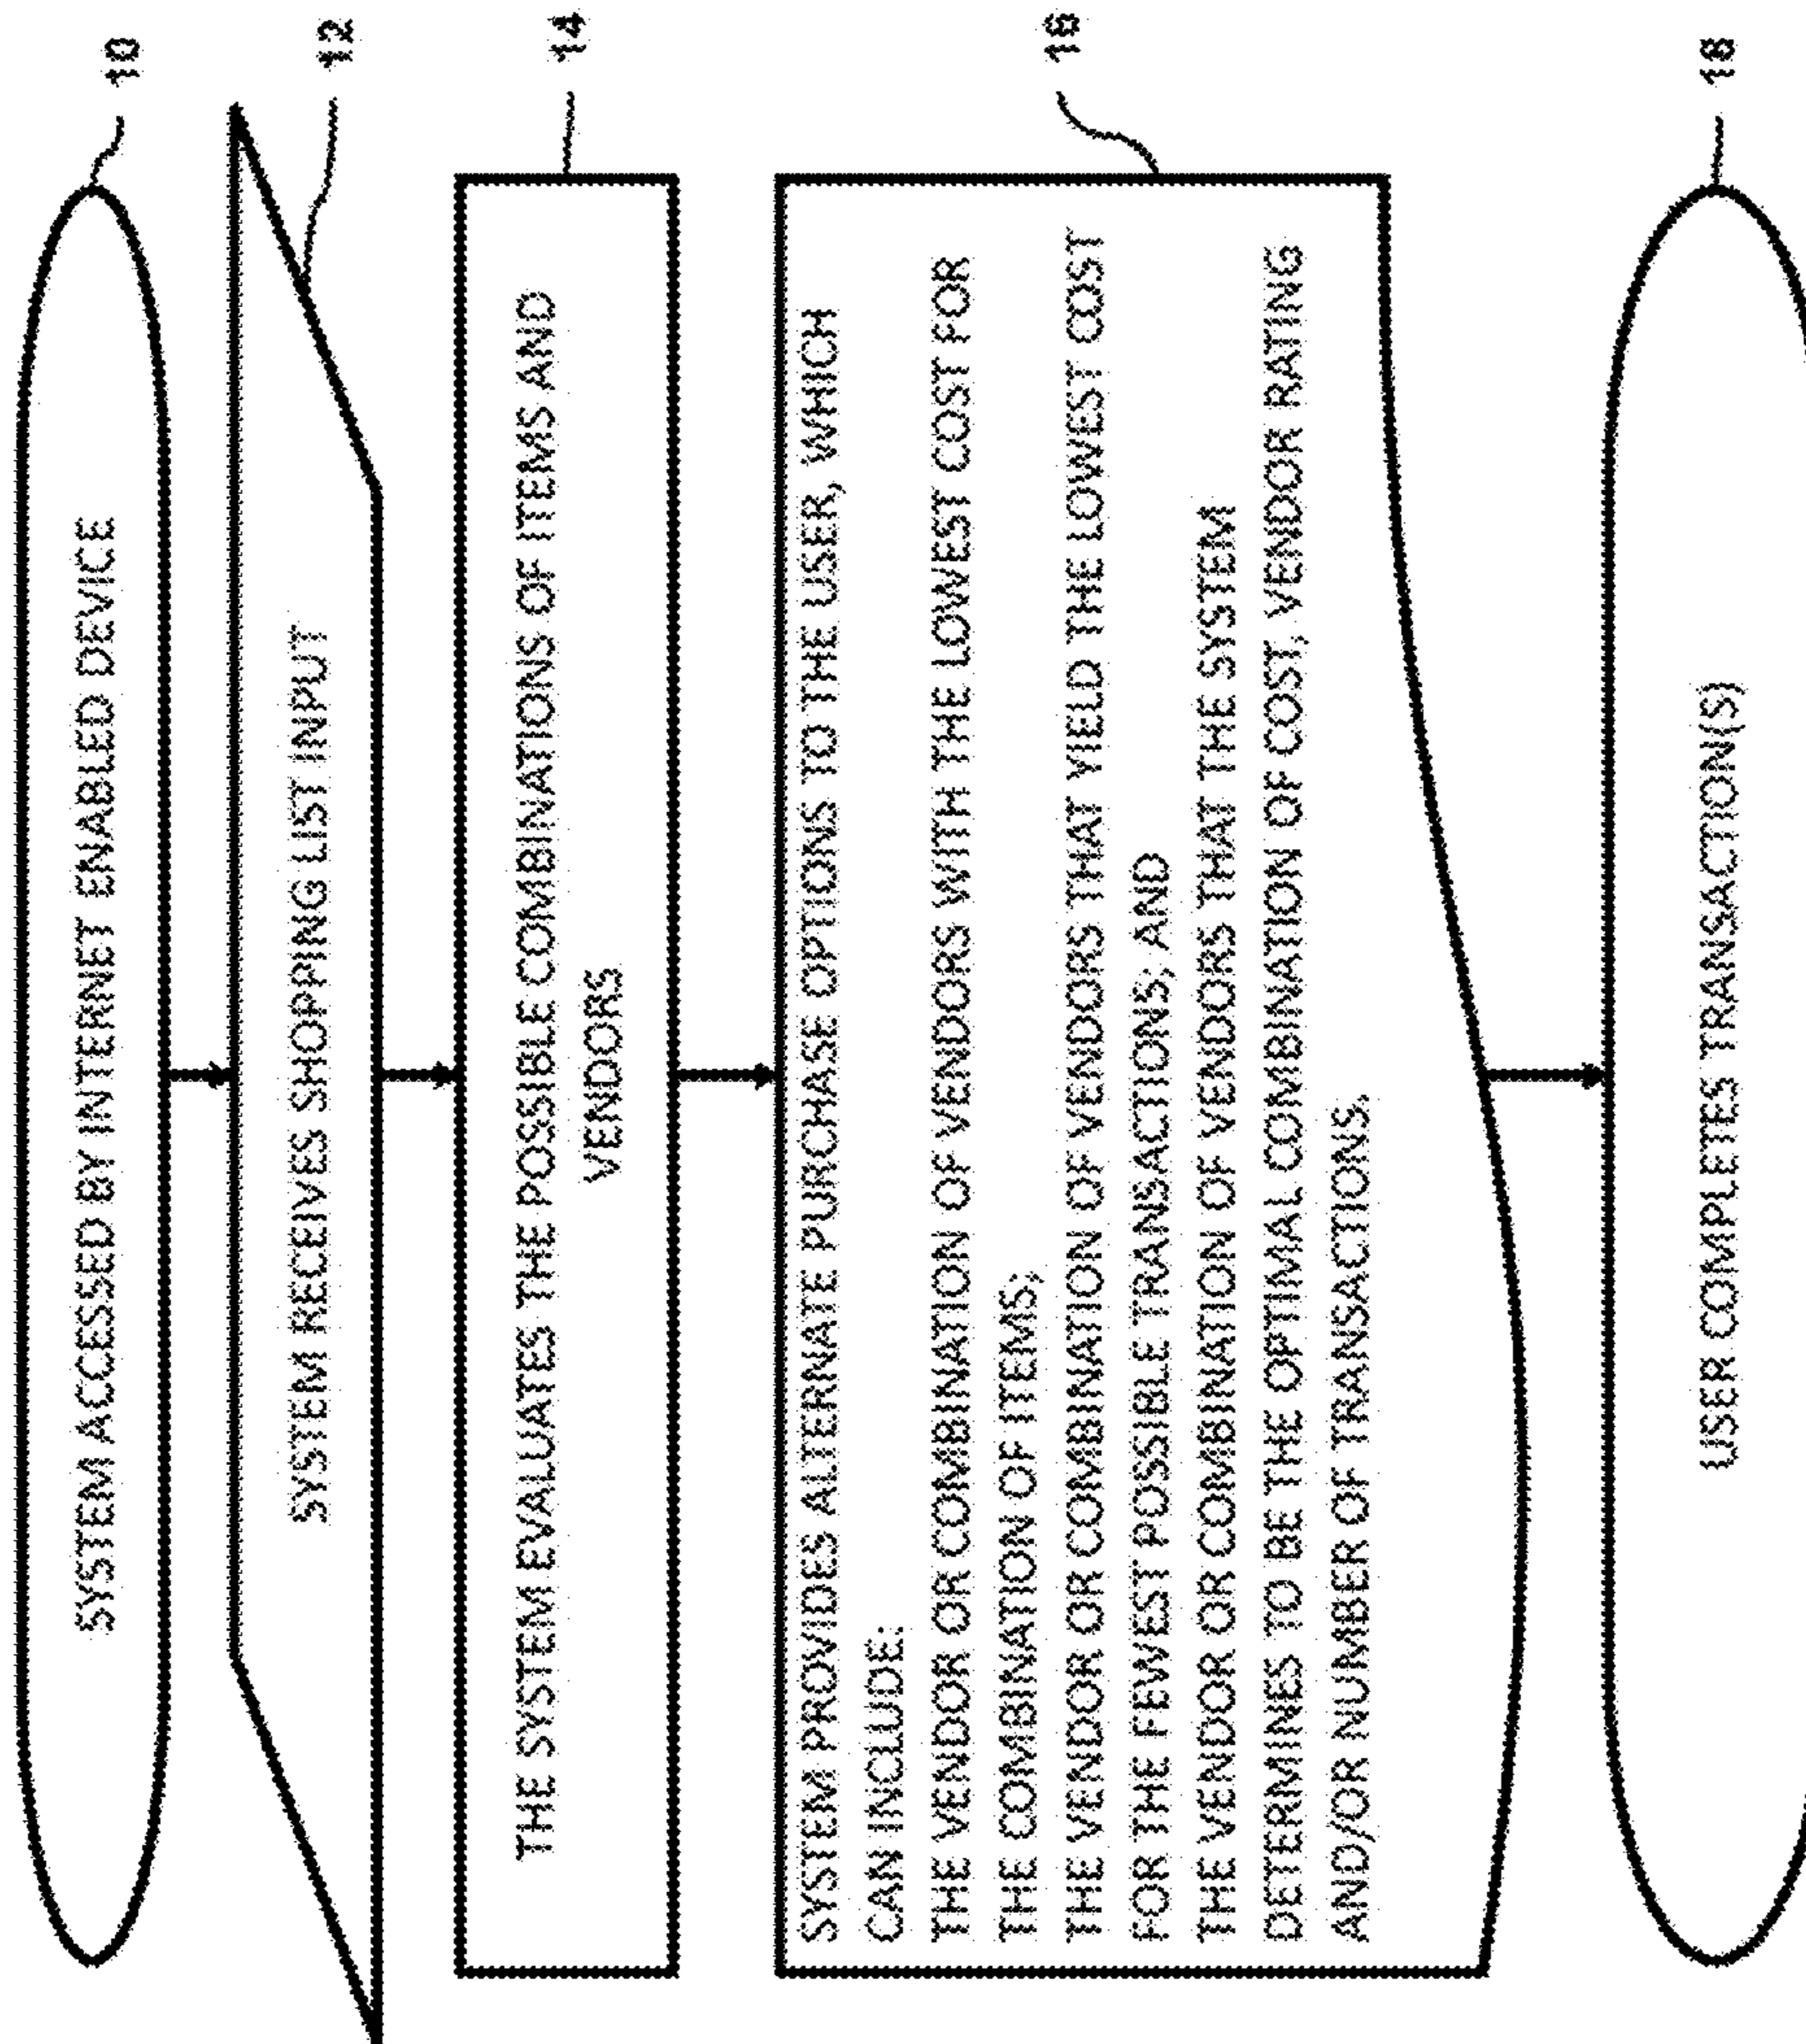 SYSTEM ACCESSED BY INTERNET ENABLED DEVICE
10
SYSTEM RECEIVES SHOPPING LIST INPUT
12
THE SYSTEM EVALUATES THE POSSIBLE COMBINATIONS OF ITEMS AND
VENDORS
14
SYSTEM PROVIDES ALTERNATE PURCHASE OPTIONS TO THE USER, WHICH
CAN INCLUDE:
THE VENDOR OR COMBINATION OF VENDORS WITH THE LOWEST COST FOR
THE COMBINATION OF ITEMS;
THE VENDOR OR COMBINATION OF VENDORS THAT YIELD THE LOWEST COST
FOR THE FEWEST POSSIBLE TRANSACTIONS; AND
THE VENDOR OR COMBINATION OF VENDORS THAT THE SYSTEM
DETERMINES TO BE THE OPTIMAL COMBINATION OF COST, VENDOR RATING
AND/OR NUMBER OF TRANSACTIONS.
16
USER COMPLETES TRANSACTION(S)
18